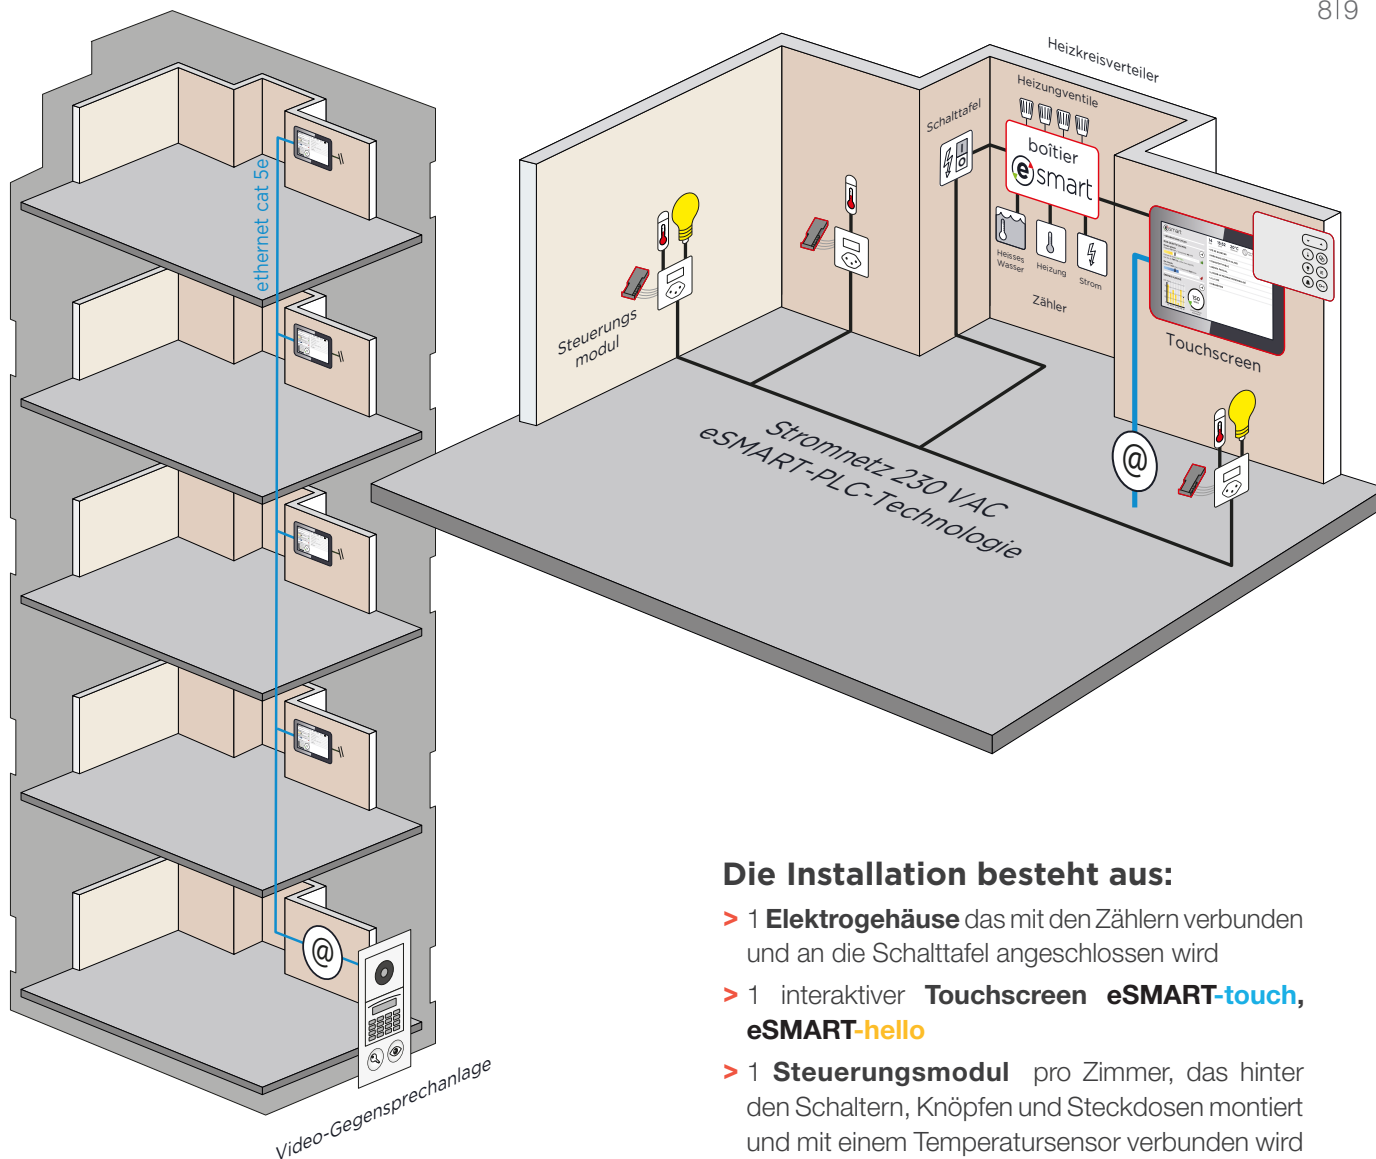 8|9
ethernet cat 5e
Video-Gegensprechanlage
Heizkreisverteiler
Heizungventile
Schalttafel
boîtier
e smart
Heisses
Wasser
Heizung
Strom
Zähler
Steuerungs
modul
Touchscreen
@
@
Stromnetz 230 VAC
eSMART-PLC-Technologie
Die Installation besteht aus:
> 1 Elektrogehäuse das mit den Zählern verbunden
und an die Schalttafel angeschlossen wird
> 1 interaktiver Touchscreen eSMART-touch,
eSMART-hello
> 1 Steuerungsmodul pro Zimmer, das hinter
den Schaltern, Knöpfen und Steckdosen montiert
und mit einem Temperatursensor verbunden wird